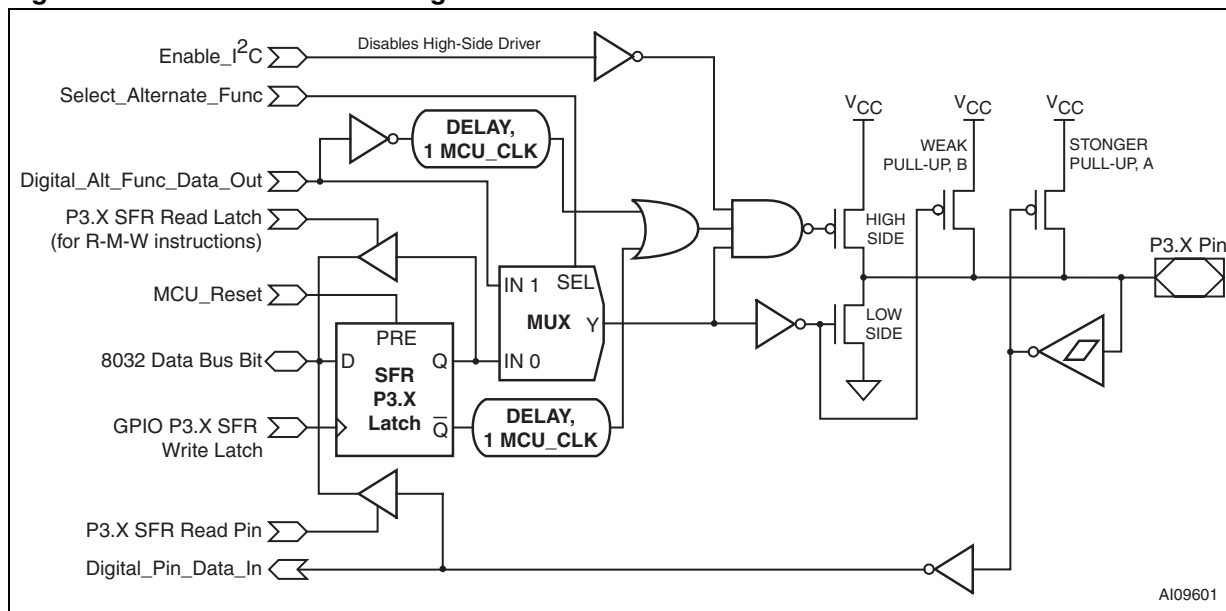 Enable_I2C
Disables High-Side Driver
Select_Alternate_Func
DELAY,
1 MCU_CLK
Digital_Alt_Func_Data_Out
P3.X SFR Read Latch
(for R-M-W instructions)
MCU_Reset
8032 Data Bus Bit
GPIO P3.X SFR
Write Latch
P3.X SFR Read Pin
Digital_Pin_Data_In
PRE
D
Q
SFR
P3.X
Latch
Q
IN 1
SEL
MUX
Y
IN 0
DELAY,
1 MCU_CLK
VCC
HIGH
SIDE
LOW
SIDE
VCC
WEAK
PULL-UP, B
VCC
STONGER
PULL-UP, A
P3.X Pin
AI09601